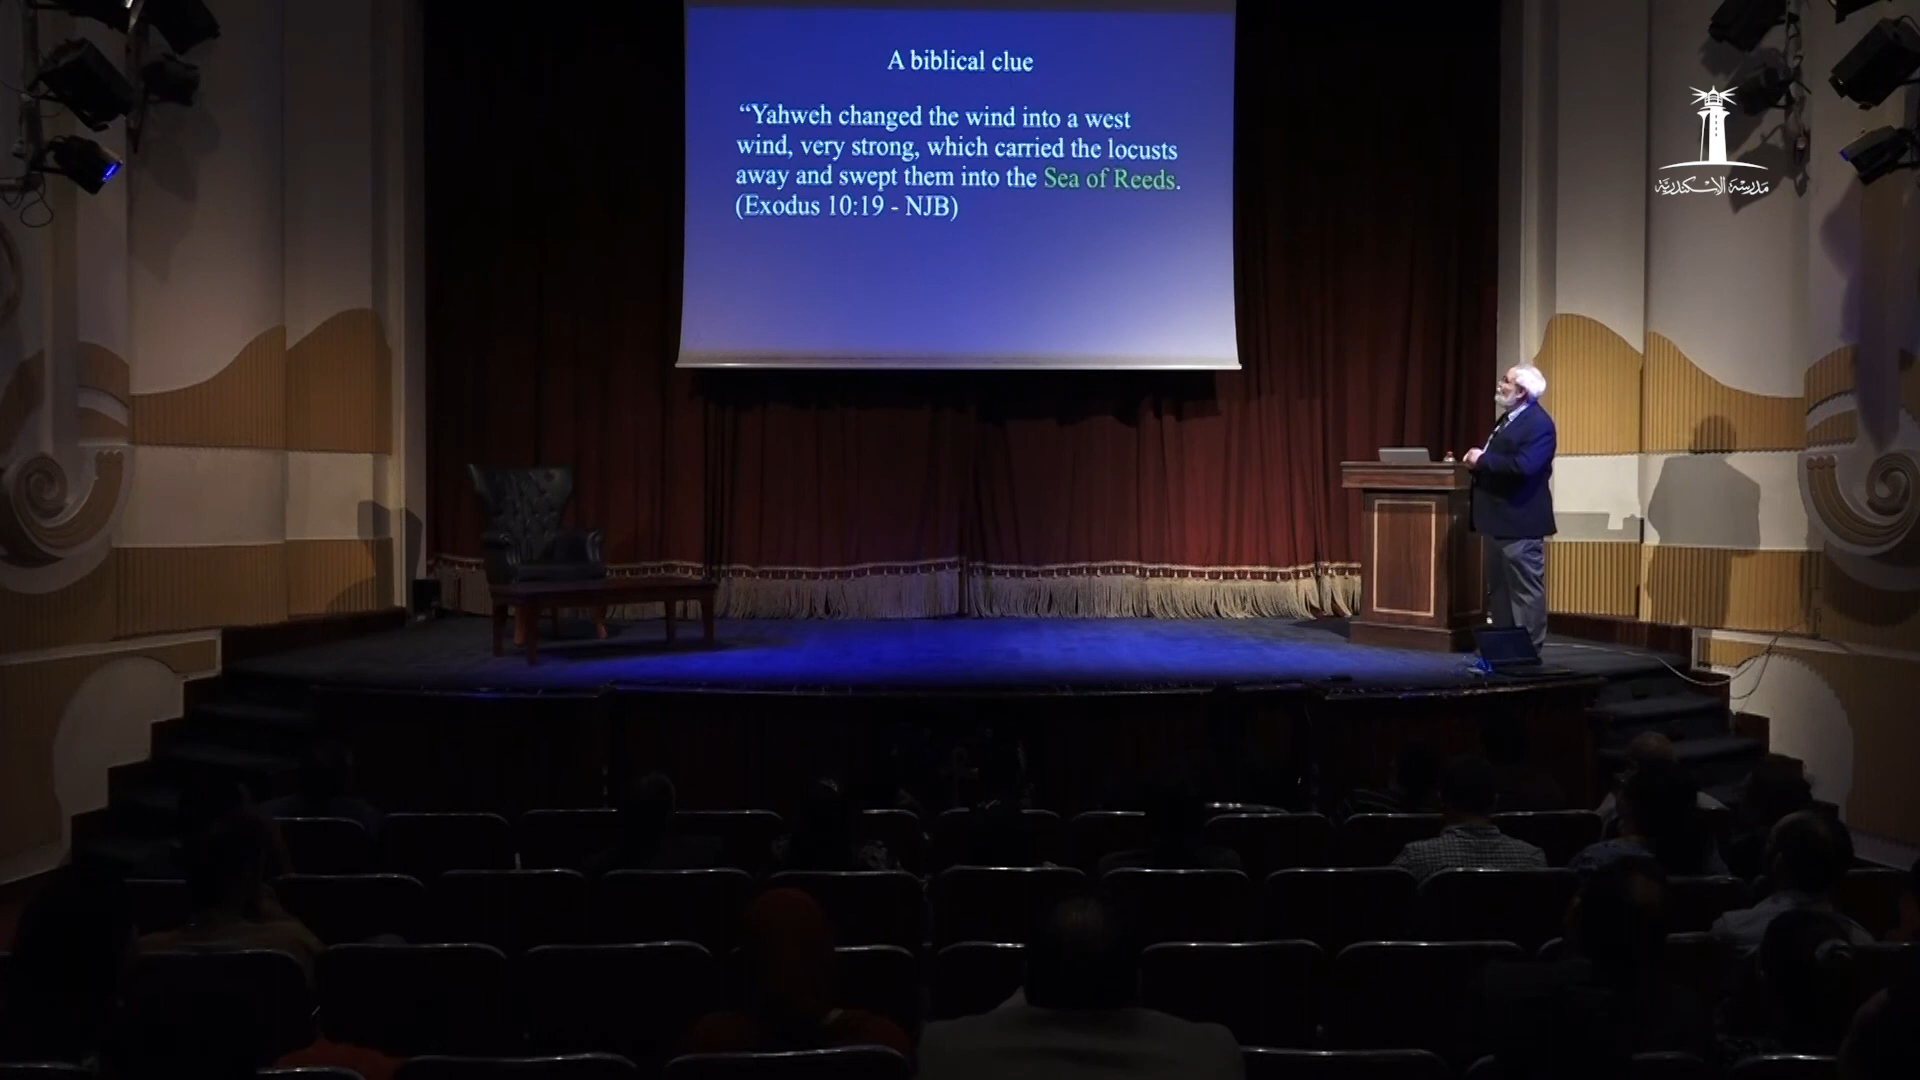 A biblical clue
“Yahweh changed the wind into a west
wind, very strong, which carried the locusts
away and swept them into the Sea of Reeds.
(Exodus 10:19 - NJB)
مدرسة الإسكندرية